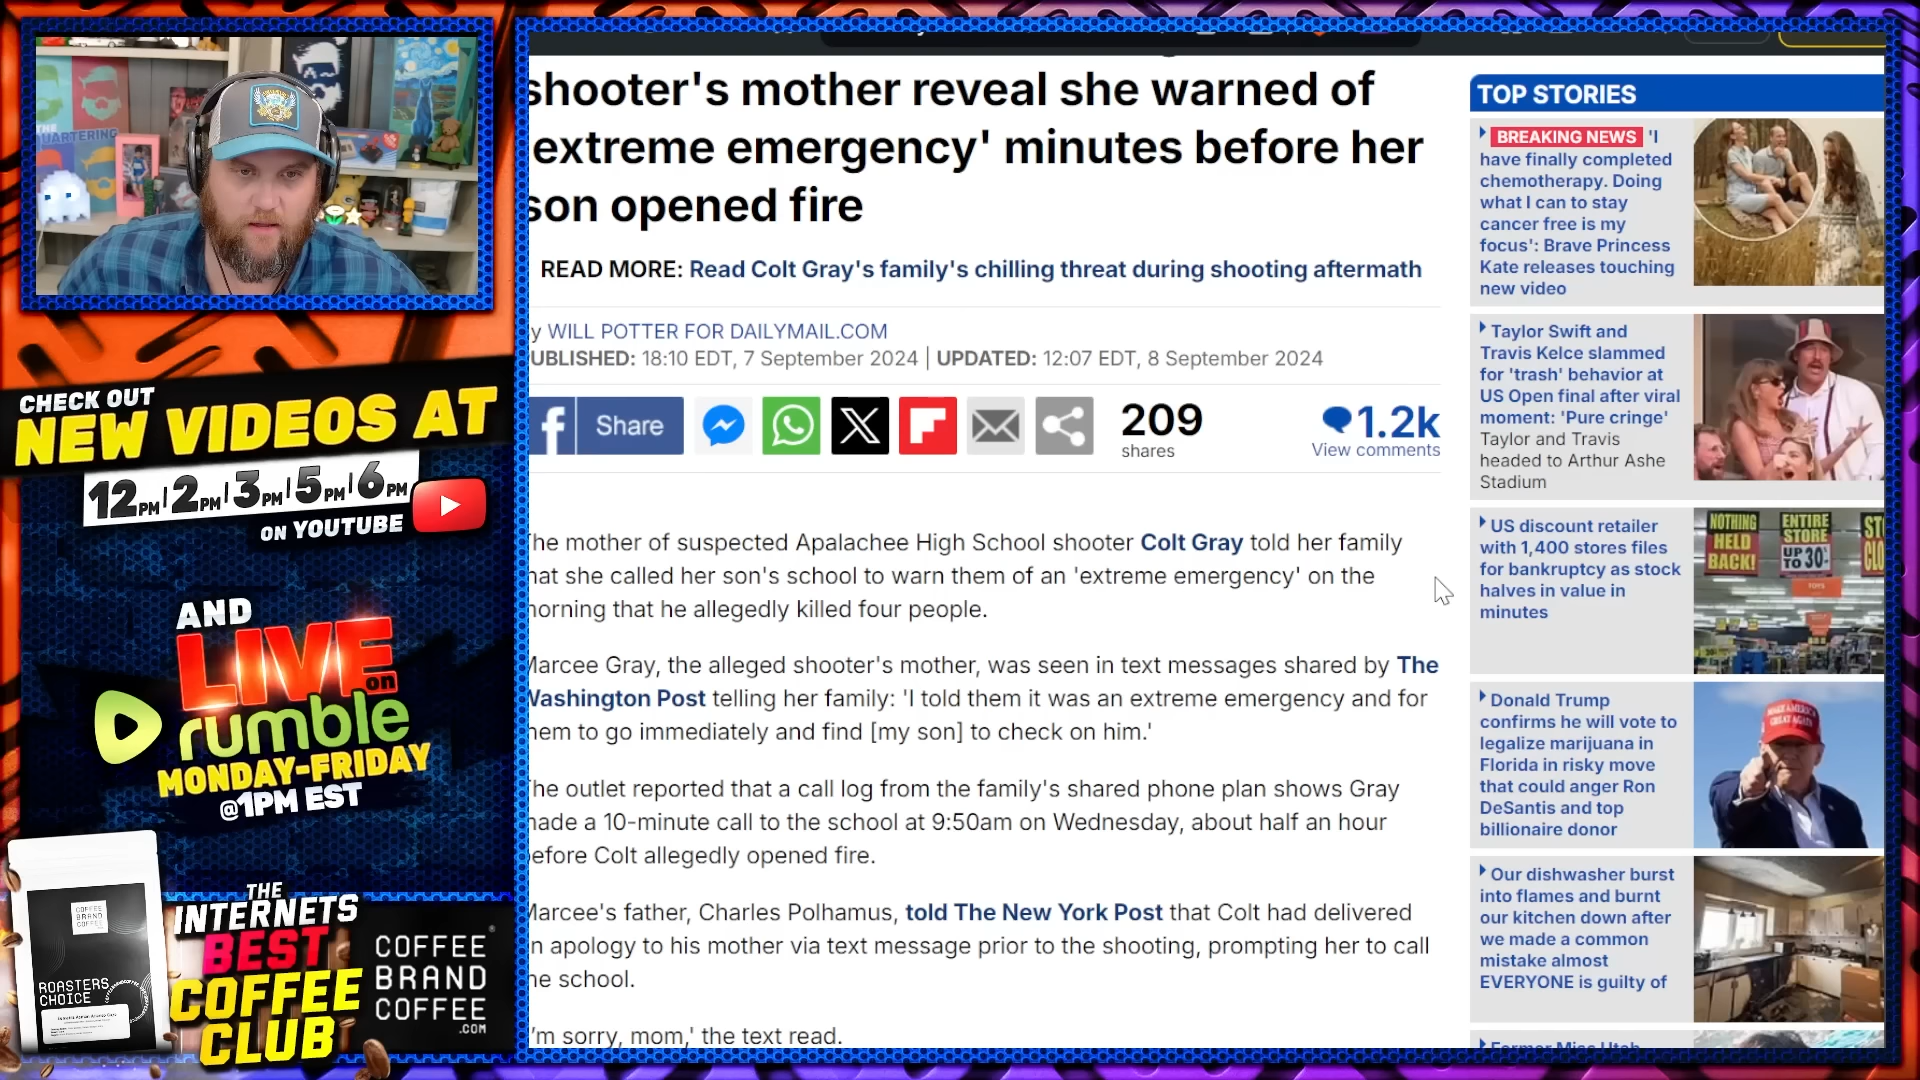 THE
QUARTERING
CHECK OUT
NEW VIDEOS AT
12PM | 2PM | 3PM | 5PM | 6PM
ON YOUTUBE
AND
LIVE
on
rumble
MONDAY-FRIDAY
@1PM EST
COFFEE
BRAND
COFFEE
ROASTERS
CHOICE
THE
INTERNETS
BEST
COFFEE
CLUB
COFFEE
BRAND
COFFEE
.COM
shooter's mother reveal she warned of
extreme emergency' minutes before her
son opened fire
READ MORE: Read Colt Gray's family's chilling threat during shooting aftermath
y WILL POTTER FOR DAILYMAIL.COM
UBLISHED: 18:10 EDT, 7 September 2024 | UPDATED: 12:07 EDT, 8 September 2024
Share
209
shares
1.2k
View comments
he mother of suspected Apalachee High School shooter Colt Gray told her family
hat she called her son's school to warn them of an 'extreme emergency' on the
morning that he allegedly killed four people.
Marcee Gray, the alleged shooter's mother, was seen in text messages shared by The
Washington Post telling her family: 'I told them it was an extreme emergency and for
hem to go immediately and find [my son] to check on him.'
he outlet reported that a call log from the family's shared phone plan shows Gray
made a 10-minute call to the school at 9:50am on Wednesday, about half an hour
efore Colt allegedly opened fire.
Marcee's father, Charles Polhamus, told The New York Post that Colt had delivered
n apology to his mother via text message prior to the shooting, prompting her to call
he school.
'm sorry, mom,' the text read.
TOP STORIES
BREAKING NEWS 'I
have finally completed
chemotherapy. Doing
what I can to stay
cancer free is my
focus': Brave Princess
Kate releases touching
new video
Taylor Swift and
Travis Kelce slammed
for 'trash' behavior at
US Open final after viral
moment: 'Pure cringe'
Taylor and Travis
headed to Arthur Ashe
Stadium
US discount retailer
with 1,400 stores files
for bankruptcy as stock
halves in value in
minutes
NOTHING
HELD
BACK!
ENTIRE
STORE
UP TO 30%
Donald Trump
confirms he will vote to
legalize marijuana in
Florida in risky move
that could anger Ron
DeSantis and top
billionaire donor
Our dishwasher burst
into flames and burnt
our kitchen down after
we made a common
mistake almost
EVERYONE is guilty of
Former Miss Utah